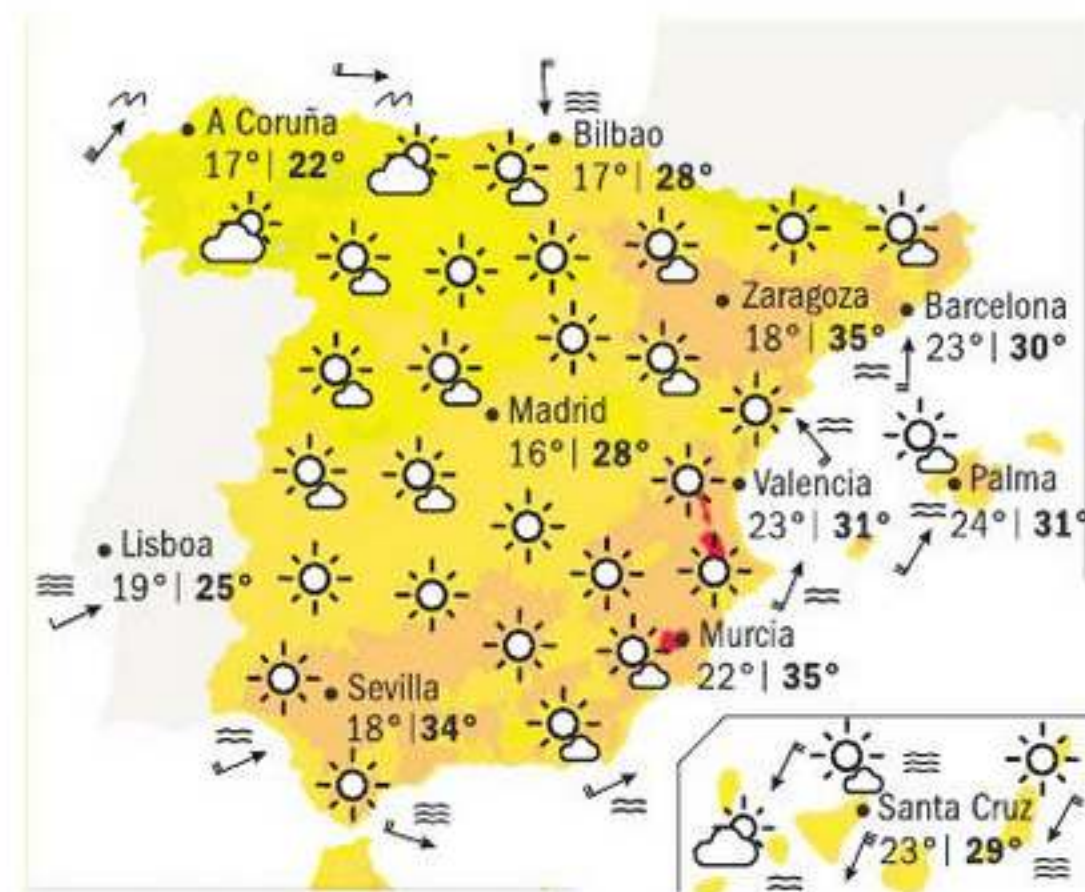 A Coruña
17° | 22°
Bilbao
17° | 28°
Zaragoza
18° | 35°
Barcelona
23° | 30°
Madrid
16° | 28°
Valencia
23° | 31°
Palma
24° | 31°
Lisboa
19° | 25°
Murcia
22° | 35°
Sevilla
18° | 34°
Santa Cruz
23° | 29°